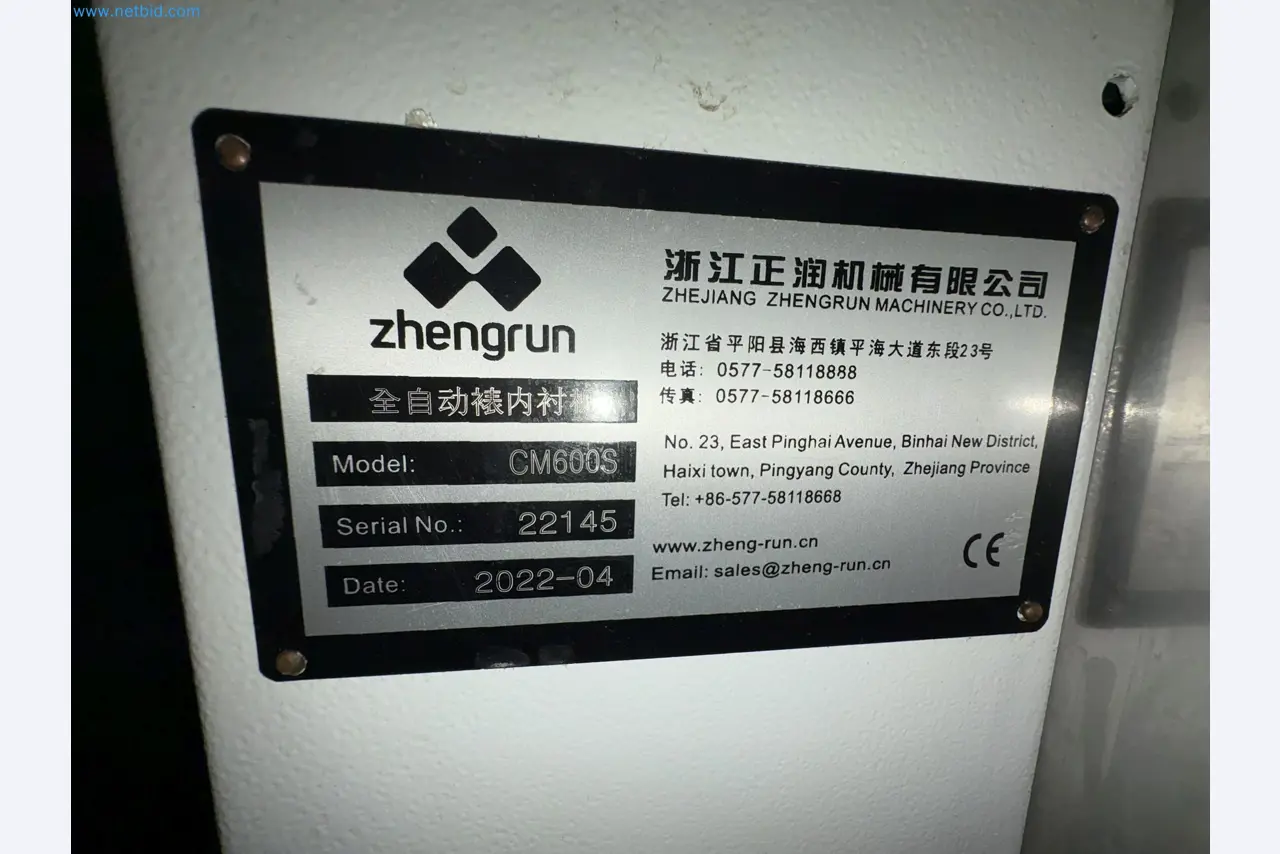 www.netbid.com
zhengrun
全自动裱内衬
Model: CM600S
Serial No.: 22145
Date: 2022-04
浙江正润机械有限公司
ZHEJIANG ZHENGRUN MACHINERY CO.,LTD.
浙江省平阳县海西镇平海大道东段23号
电话: 0577-58118888
传真: 0577-58118666
No. 23, East Pinghai Avenue, Binhai New District,
Haixi town, Pingyang County, Zhejiang Province
Tel: +86-577-58118668
www.zheng-run.cn
Email: sales@zheng-run.cn
CE